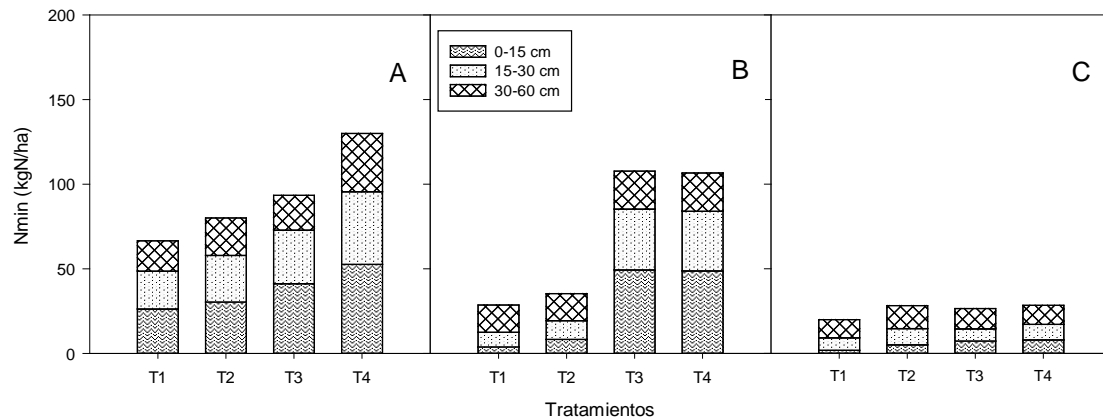 200
150
100
50
0
Nmin (kgN/ha)
A
B
C
0-15 cm
15-30 cm
30-60 cm
T1 T2 T3 T4 T1 T2 T3 T4 T1 T2 T3 T4
Tratamientos